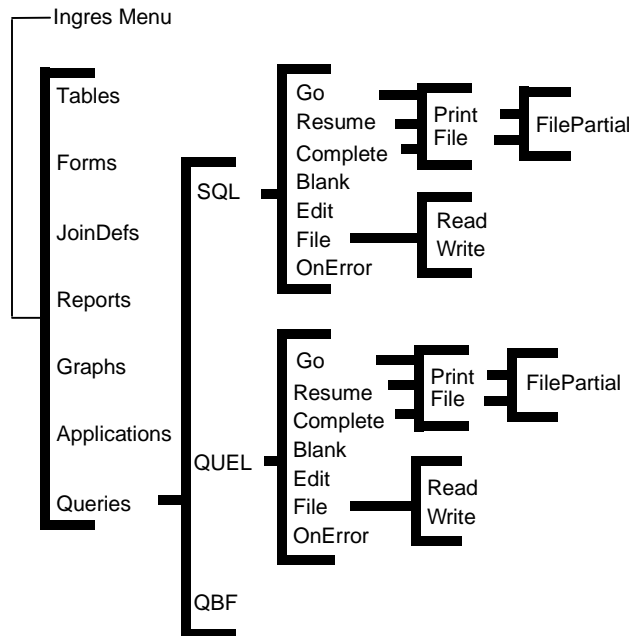 Ingres Menu
Tables
Forms
JoinDefs
Reports
Graphs
Applications
Queries
SQL
Go
Resume
Complete
Blank
Edit
File
OnError
Print
File
FilePartial
Read
Write
QUEL
Go
Resume
Complete
Blank
Edit
File
OnError
Print
File
FilePartial
Read
Write
QBF